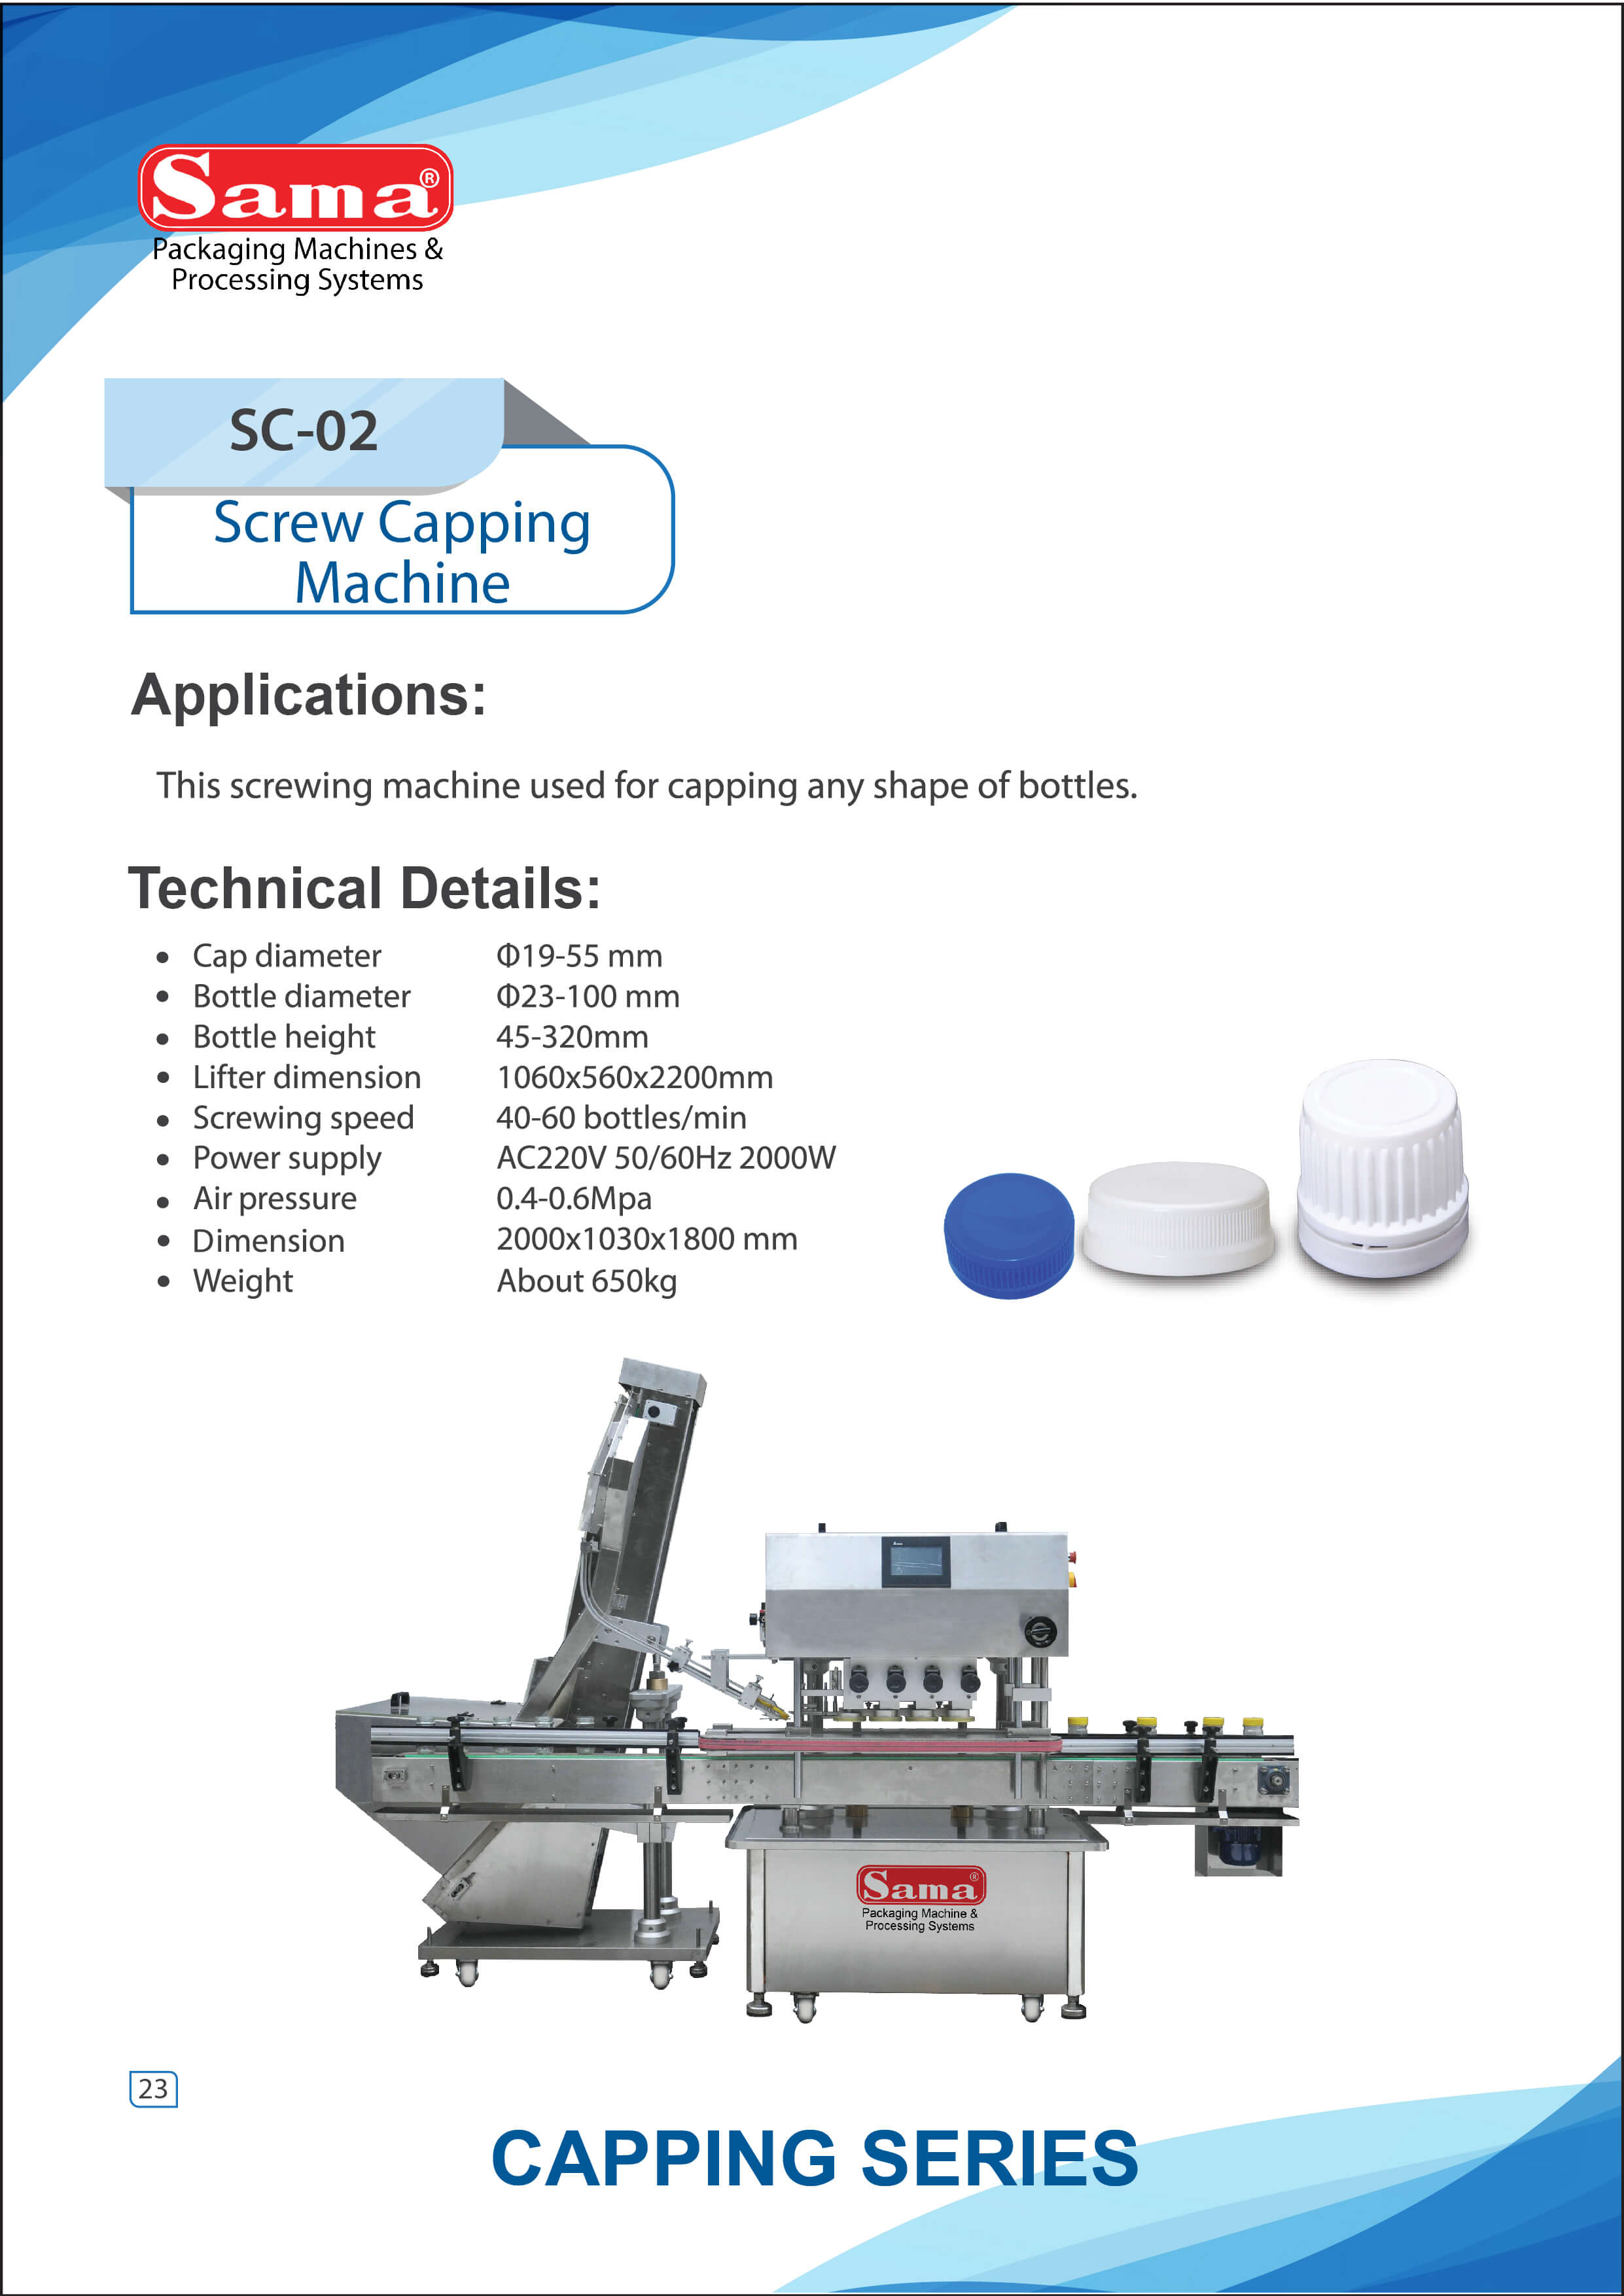 Sama®
Packaging Machines &
Processing Systems
SC-02
Screw Capping
Machine
Applications:
This screwing machine used for capping any shape of bottles.
Technical Details:
• Cap diameter Φ19-55 mm
• Bottle diameter Φ23-100 mm
• Bottle height 45-320mm
• Lifter dimension 1060x560x2200mm
• Screwing speed 40-60 bottles/min
• Power supply AC220V 50/60Hz 2000W
• Air pressure 0.4-0.6Mpa
• Dimension 2000x1030x1800 mm
• Weight About 650kg
Sama®
Packaging Machine &
Processing Systems
23
CAPPING SERIES